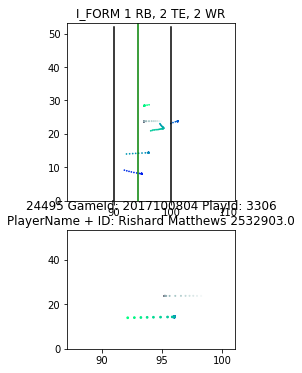 I_FORM 1 RB, 2 TE, 2 WR
50
40
30
20
10
0
90 100 110
24495 GameId: 2017100804 PlayId: 3306
PlayerName + ID: Rishard Matthews 2532903.0
40
20
0
90 95 100